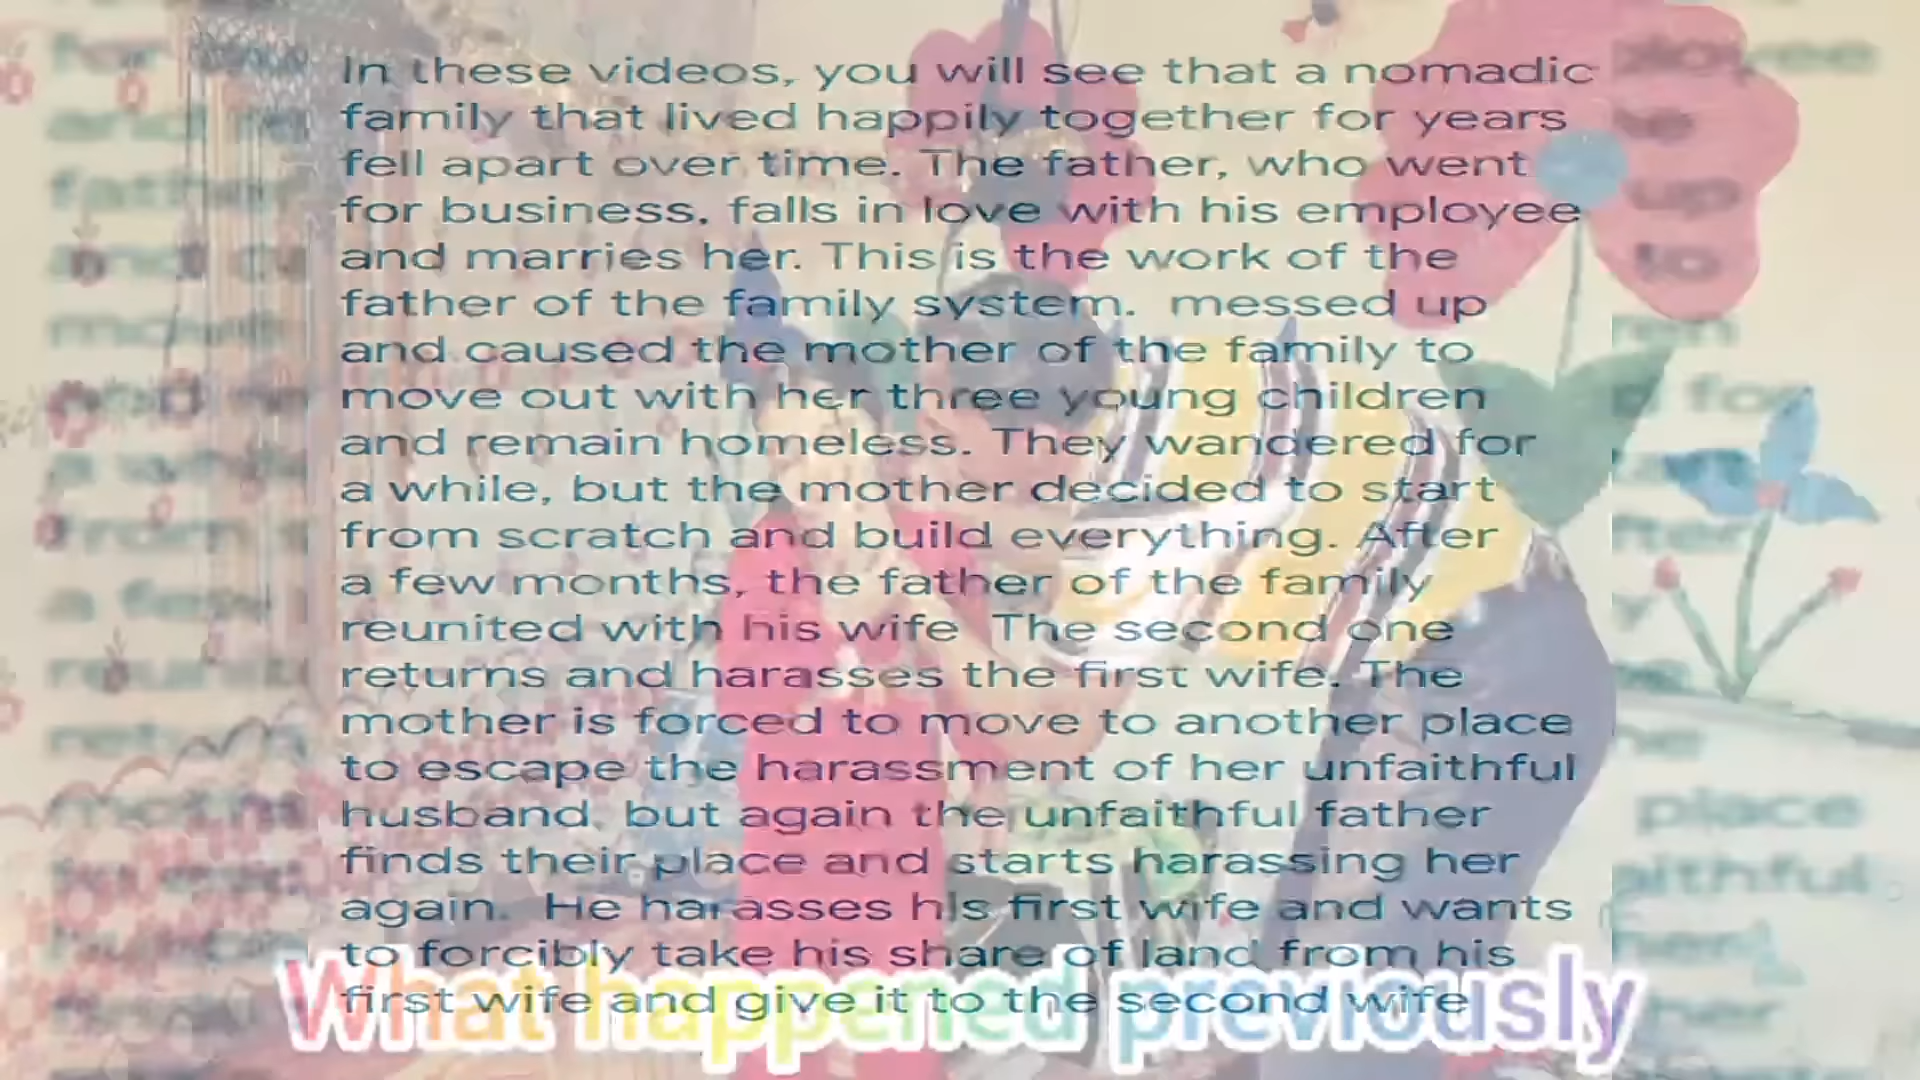 In these videos, you will see that a nomadic
family that lived happily together for years
fell apart over time. The father, who went
for business, falls in love with his employee
and marries her. This is the work of the
father of the family system.  messed up
and caused the mother of the family to
move out with her three young children
and remain homeless. They wandered for
a while, but the mother decided to start
from scratch and build everything. After
a few months, the father of the family
reunited with his wife  The second one
returns and harasses the first wife. The
mother is forced to move to another place
to escape the harassment of her unfaithful
husband, but again the unfaithful father
finds their place and starts harassing her
again.  He harasses his first wife and wants
to forcibly take his share of land from his
first wife and give it to the second wife
What happened previously